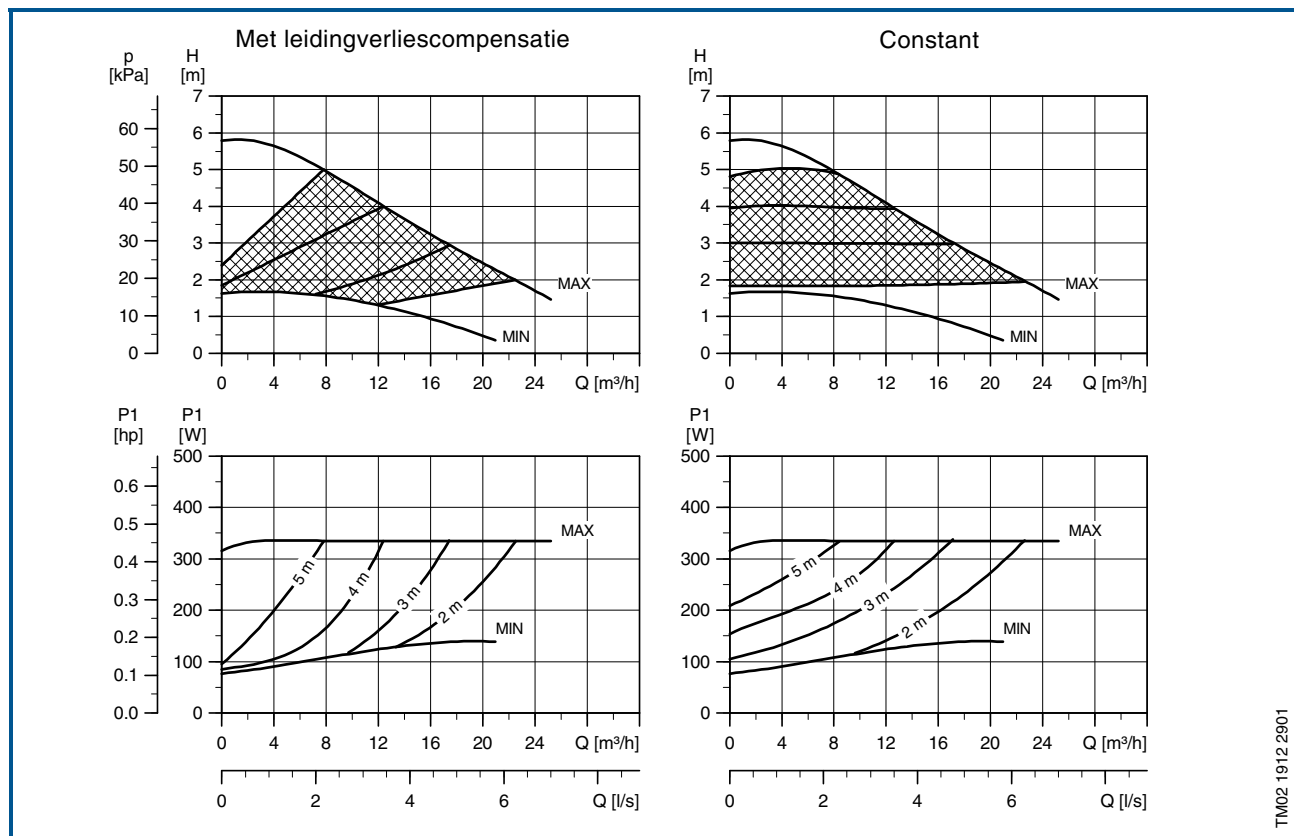 Met leidingverliescompensatie
Constant
p
[kPa]
H
[m]
H
[m]
7
6
5
4
3
2
1
0
60
50
40
30
20
10
0
MAX
MIN
0 4 8 12 16 20 24 Q [m³/h]
7
6
5
4
3
2
1
0
MAX
MIN
0 4 8 12 16 20 24 Q [m³/h]
P1
[hp]
P1
[W]
P1
[W]
0.6
0.5
0.4
0.3
0.2
0.1
0.0
500
400
300
200
100
0
MAX
5 m
4 m
3 m
2 m
MIN
0 4 8 12 16 20 24 Q [m³/h]
0 2 4 6 Q [l/s]
500
400
300
200
100
0
MAX
5 m
4 m
3 m
2 m
MIN
0 4 8 12 16 20 24 Q [m³/h]
0 2 4 6 Q [l/s]
TM02 1912 2901